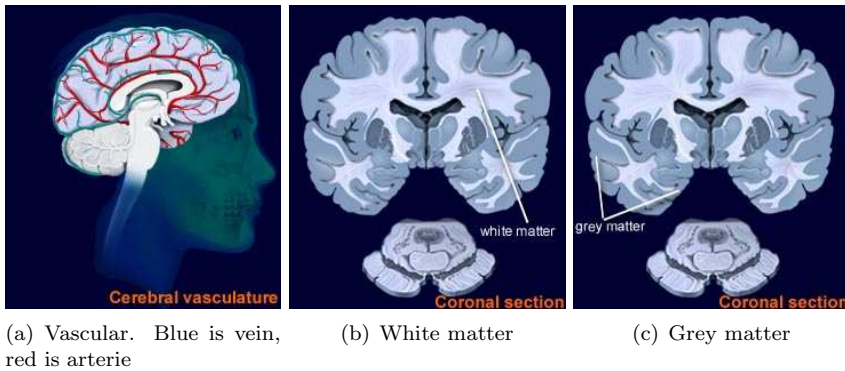 white matter
grey matter
Cerebral vasculature
Coronal section
Coronal section
(a) Vascular. Blue is vein,
red is arterie
(b) White matter
(c) Grey matter